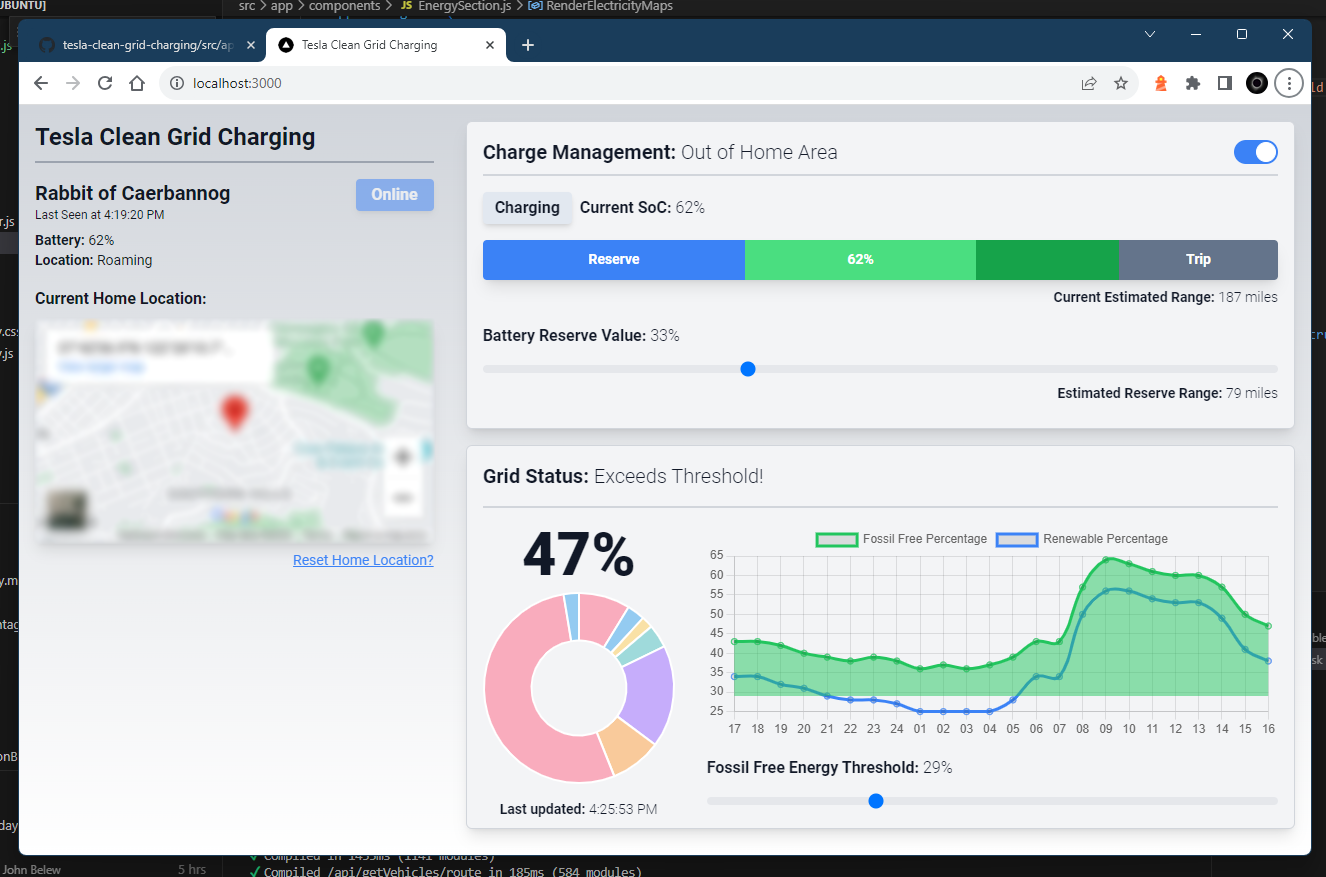 UBUNTU]
src > app > components > JS EnergySection.js > RenderElectricityMaps
tesla-clean-grid-charging/src/ap
Tesla Clean Grid Charging
localhost:3000
Tesla Clean Grid Charging
Rabbit of Caerbannog
Online
Last Seen at 4:19:20 PM
Battery: 62%
Location: Roaming
Current Home Location:
Reset Home Location?
Charge Management: Out of Home Area
Charging
Current SoC: 62%
Reserve
62%
Trip
Current Estimated Range: 187 miles
Battery Reserve Value: 33%
Estimated Reserve Range: 79 miles
Grid Status: Exceeds Threshold!
47%
Last updated: 4:25:53 PM
Fossil Free Percentage
Renewable Percentage
65
60
55
50
45
40
35
30
25
17 18 19 20 21 22 23 24 01 02 03 04 05 06 07 08 09 10 11 12 13 14 15 16
Fossil Free Energy Threshold: 29%
John Belew
5 hrs
✓ Compiled in 1455ms (1141 modules)
✓ Compiled /api/getVehicles/route in 185ms (584 modules)